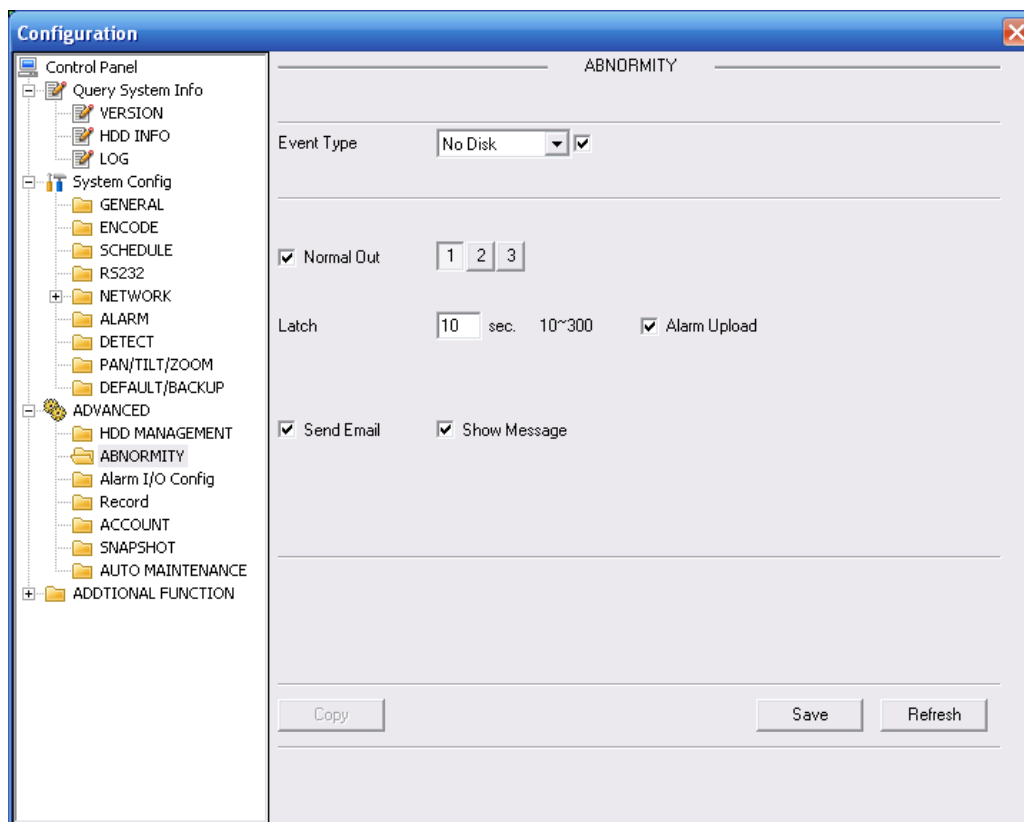 Configuration
Control Panel
Query System Info
VERSION
HDD INFO
LOG
System Config
GENERAL
ENCODE
SCHEDULE
RS232
NETWORK
ALARM
DETECT
PAN/TILT/ZOOM
DEFAULT/BACKUP
ADVANCED
HDD MANAGEMENT
ABNORMITY
Alarm I/O Config
Record
ACCOUNT
SNAPSHOT
AUTO MAINTENANCE
ADDTIONAL FUNCTION
ABNORMITY
Event Type No Disk
Normal Out 1 2 3
Latch 10 sec. 10~300 Alarm Upload
Send Email Show Message
Copy Save Refresh